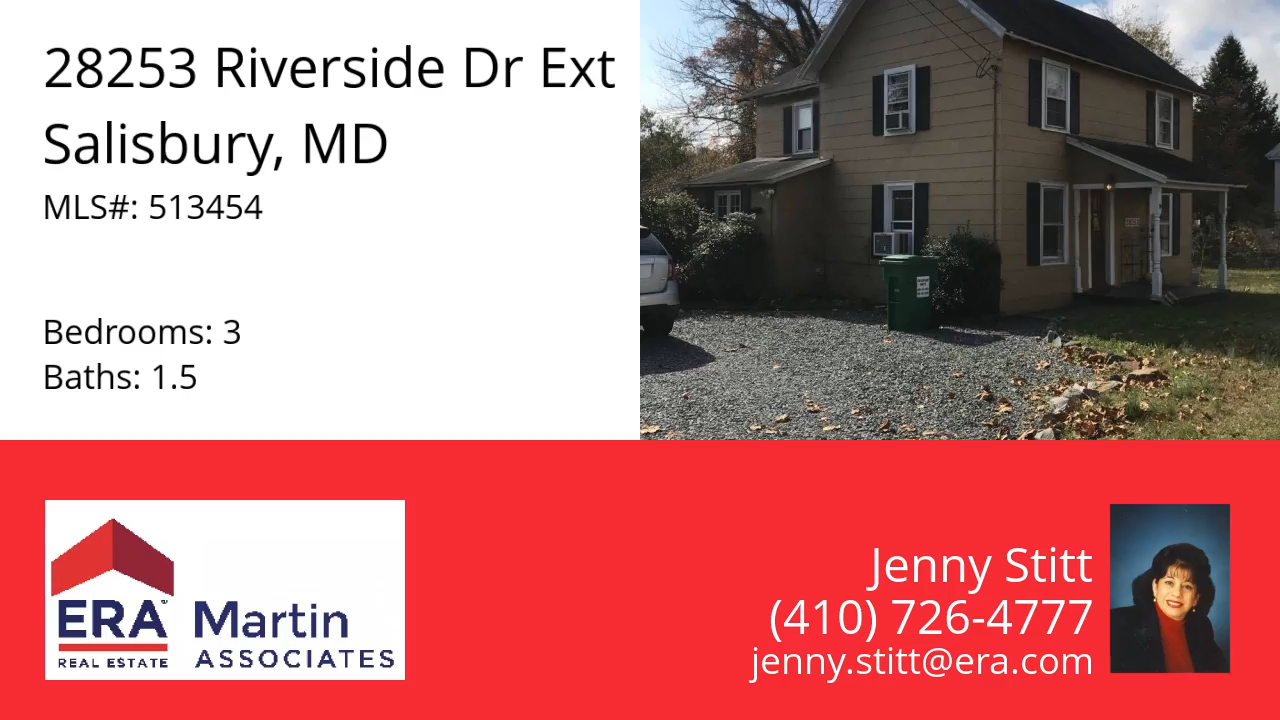 28253 Riverside Dr Ext
Salisbury, MD
MLS#: 513454
Bedrooms: 3
Baths: 1.5
ERA
REAL ESTATE
Martin
ASSOCIATES
Jenny Stitt
(410) 726-4777
jenny.stitt@era.com